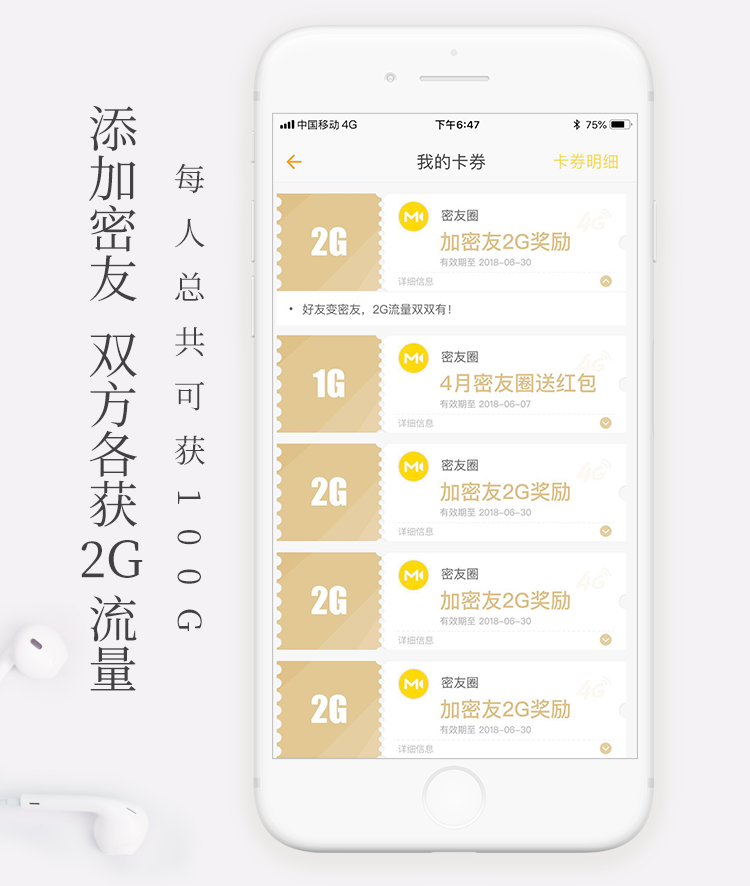 添加密友 双方各获2G流量
每人总共可获100G
中国移动 4G
下午6:47
75%
我的卡券
卡券明细
2G
密友圈
加密友2G奖励
有效期至 2018-06-30
4G
详细信息
• 好友变密友，2G流量双双有！
1G
密友圈
4月密友圈送红包
有效期至 2018-06-07
4G
详细信息
2G
密友圈
加密友2G奖励
有效期至 2018-06-30
4G
详细信息
2G
密友圈
加密友2G奖励
有效期至 2018-06-30
4G
详细信息
2G
密友圈
加密友2G奖励
有效期至 2018-06-30
4G
详细信息